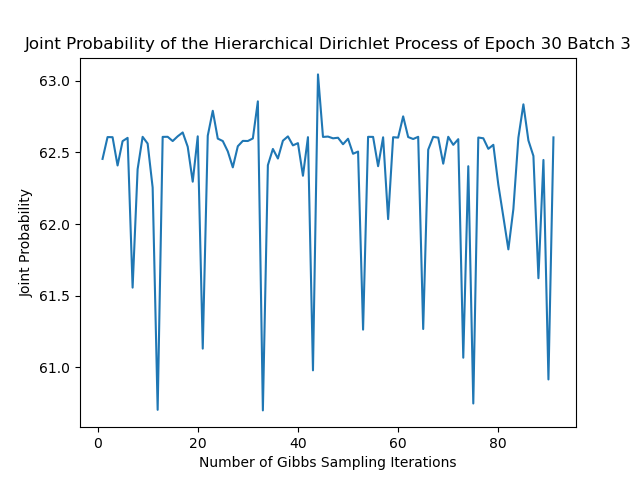 Joint Probability of the Hierarchical Dirichlet Process of Epoch 30 Batch 3
63.0
62.5
62.0
61.5
61.0
Joint Probability
0 20 40 60 80
Number of Gibbs Sampling Iterations